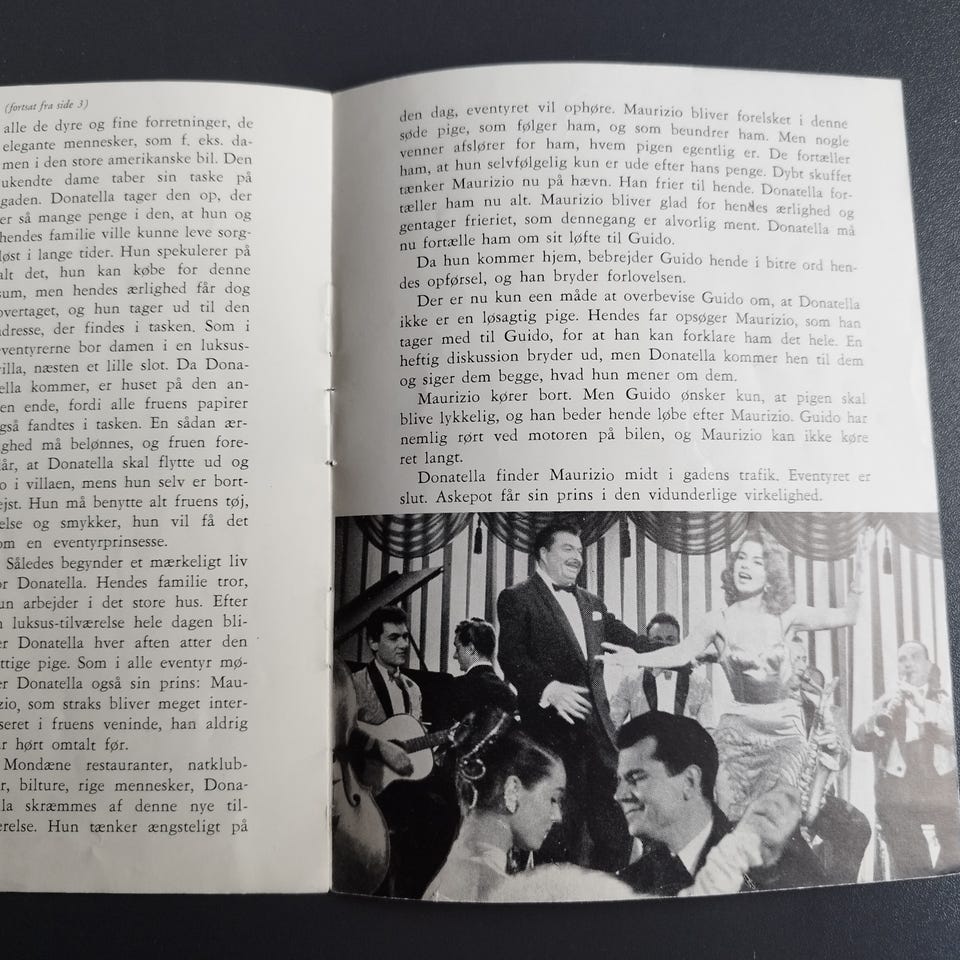 (fortsat fra side 3)
alle de dyre og fine forretninger, de
elegante mennesker, som f. eks. da-
men i den store amerikanske bil. Den
ukendte dame taber sin taske på
gaden. Donatella tager den op, der
er så mange penge i den, at hun og
hendes familie ville kunne leve sorg-
løst i lange tider. Hun spekulerer på
alt det, hun kan købe for denne
sum, men hendes ærlighed får dog
overtaget, og hun tager ud til den
adresse, der findes i tasken. Som i
eventyrerne bor damen i en luksus-
villa, næsten et lille slot. Da Dona-
ella kommer, er huset på den an-
en ende, fordi alle fruens papirer
gså fandtes i tasken. En sådan ær-
ghed må belønnes, og fruen fore-
lår, at Donatella skal flytte ud og
o i villaen, mens hun selv er bort-
ejst. Hun må benytte alt fruens tøj,
else og smykker, hun vil få det
om en eventyrprinsesse.
Således begynder et mærkeligt liv
or Donatella. Hendes familie tror,
un arbejder i det store hus. Efter
n luksus-tilværelse hele dagen bli-
er Donatella hver aften atter den
ttige pige. Som i alle eventyr mø-
er Donatella også sin prins: Mau-
zio, som straks bliver meget inter-
seret i fruens veninde, han aldrig
r hørt omtalt før.
Mondæne restauranter, natklub-
r, bilture, rige mennesker, Dona-
lla skræmmes af denne nye til-
ærelse. Hun tænker ængsteligt på
den dag, eventyret vil ophøre. Maurizio bliver forelsket i denne
søde pige, som følger ham, og som beundrer ham. Men nogle
venner afslører for ham, hvem pigen egentlig er. De fortæller
ham, at hun selvfølgelig kun er ude efter hans penge. Dybt skuffet
tænker Maurizio nu på hævn. Han frier til hende. Donatella for-
tæller ham nu alt. Maurizio bliver glad for hendes ærlighed og
gentager frieriet, som dennegang er alvorlig ment. Donatella må
nu fortælle ham om sit løfte til Guido.
Da hun kommer hjem, bebrejder Guido hende i bitre ord hen-
des opførsel, og han bryder forlovelsen.
Der er nu kun een måde at overbevise Guido om, at Donatella
ikke er en løsagtig pige. Hendes far opsøger Maurizio, som han
tager med til Guido, for at han kan forklare ham det hele. En
heftig diskussion bryder ud, men Donatella kommer hen til dem
og siger dem begge, hvad hun mener om dem.
Maurizio kører bort. Men Guido ønsker kun, at pigen skal
blive lykkelig, og han beder hende løbe efter Maurizio. Guido har
nemlig rørt ved motoren på bilen, og Maurizio kan ikke køre
ret langt.
Donatella finder Maurizio midt i gadens trafik. Eventyret er
slut. Askepot får sin prins i den vidunderlige virkelighed.